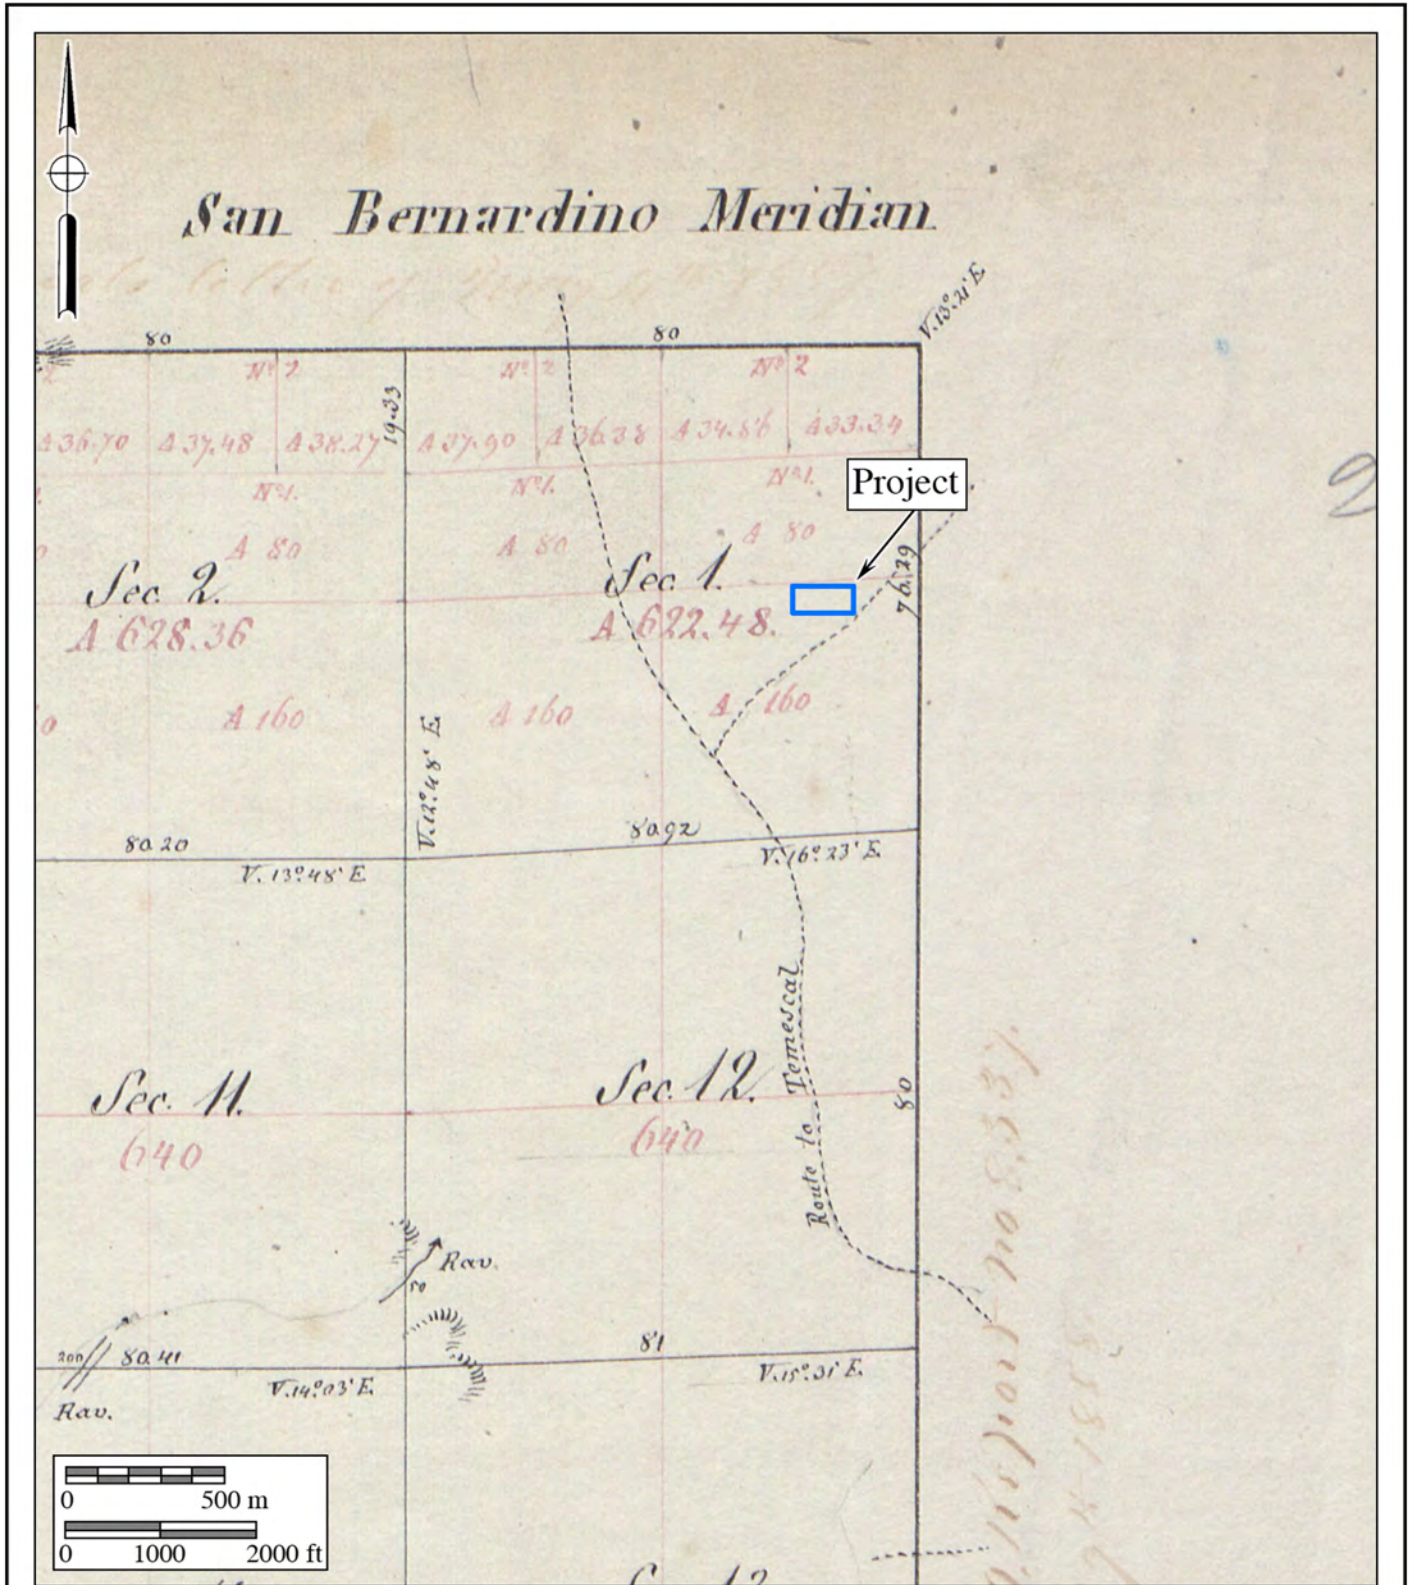 San Bernardino Meridian
V. 13° 21' E
80
80
2
Nº 2
Nº 2
Nº 2
19.33
A 36.70
A 37.48
A 38.27
A 37.90
A 36.38
A 34.86
A 33.34
Project
2
Nº 1.
Nº 1.
Nº 1.
A 80
A 80
A 80
Sec. 2.
Sec. 1.
76.29
A 628.36
A 622.48.
A 160
A 160
A 160
V. 12° 48' E
80.20
80.92
V. 13° 48' E
V. 16° 23' E.
Route to Temescal
Sec. 11.
Sec. 12.
80
640
640
Rav.
50
200
80.41
81
V. 14° 03' E.
V. 15° 31' E.
Rav.
0 500 m
0 1000 2000 ft